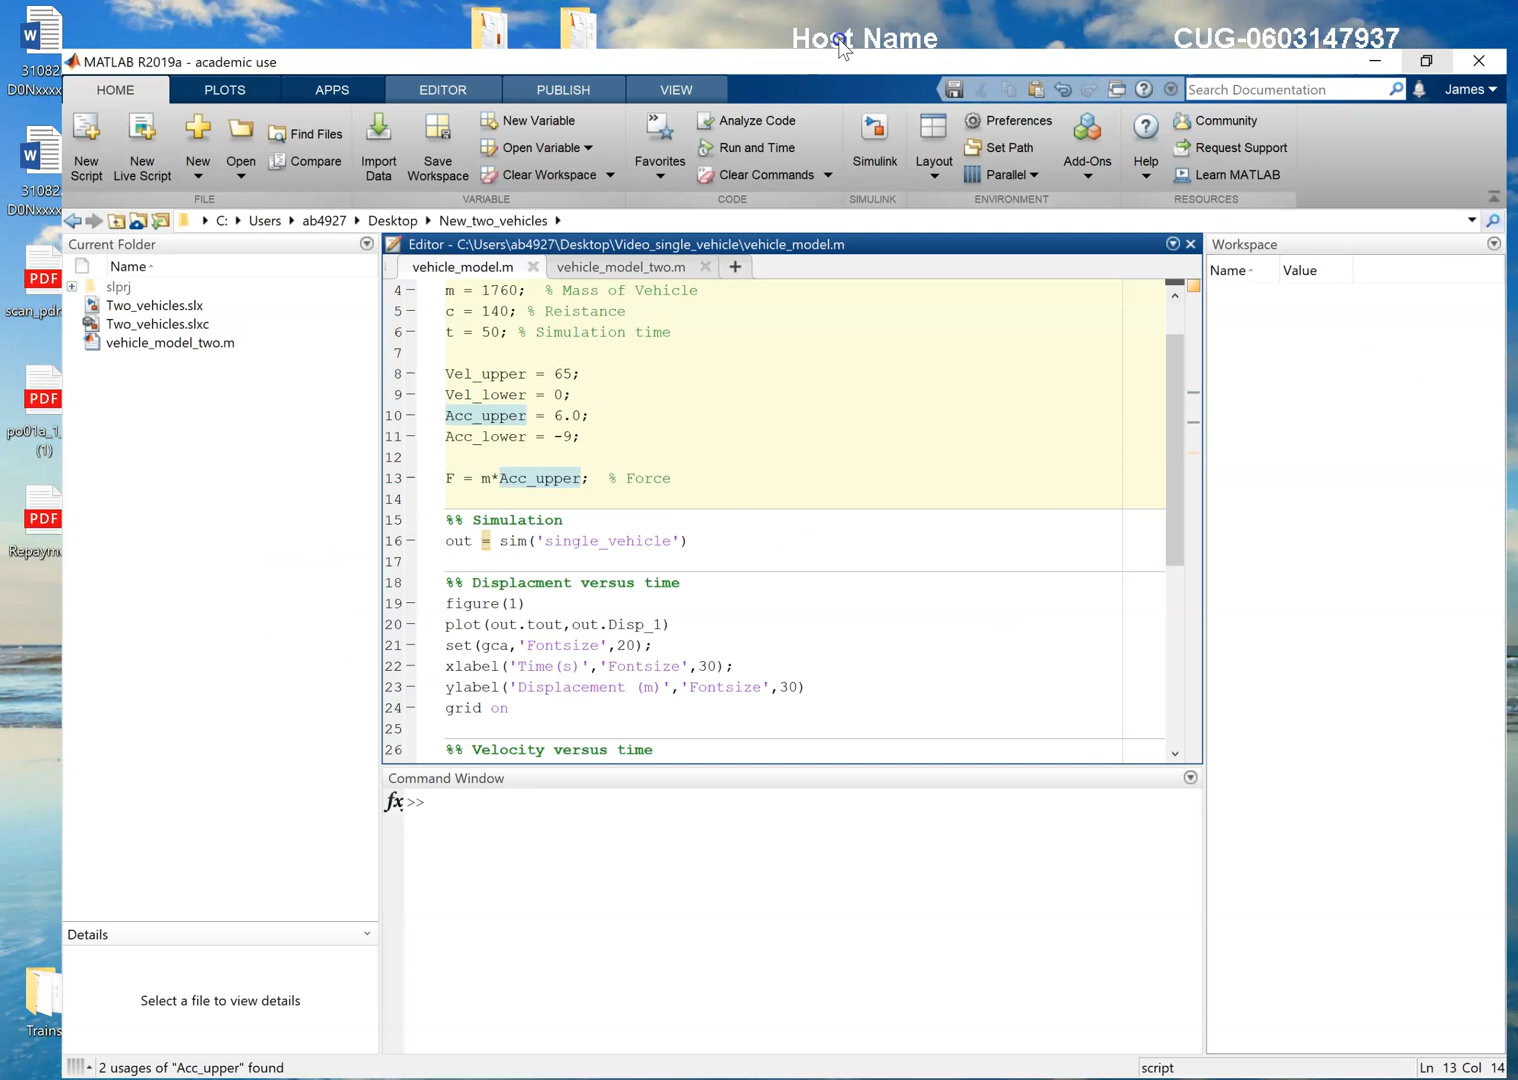 Host Name
CUG-0603147937
MATLAB R2019a - academic use
HOME
PLOTS
APPS
EDITOR
PUBLISH
VIEW
Search Documentation
James
New Script
New Live Script
New
Open
Find Files
Compare
Import Data
Save Workspace
New Variable
Open Variable
Clear Workspace
Favorites
Analyze Code
Run and Time
Clear Commands
Simulink
Layout
Preferences
Set Path
Parallel
Add-Ons
Help
Community
Request Support
Learn MATLAB
FILE
VARIABLE
CODE
SIMULINK
ENVIRONMENT
RESOURCES
C: Users ab4927 Desktop New_two_vehicles
Current Folder
Name
slprj
Two_vehicles.slx
Two_vehicles.slxc
vehicle_model_two.m
Details
Select a file to view details
Editor - C:\Users\ab4927\Desktop\Video_single_vehicle\vehicle_model.m
vehicle_model.m
vehicle_model_two.m
4 m = 1760; % Mass of Vehicle
5 c = 140; % Reistance
6 t = 50; % Simulation time
7
8 Vel_upper = 65;
9 Vel_lower = 0;
10 Acc_upper = 6.0;
11 Acc_lower = -9;
12
13 F = m*Acc_upper; % Force
14
15 %% Simulation
16 out = sim('single_vehicle')
17
18 %% Displacment versus time
19 figure(1)
20 plot(out.tout,out.Disp_1)
21 set(gca,'Fontsize',20);
22 xlabel('Time(s)','Fontsize',30);
23 ylabel('Displacement (m)','Fontsize',30)
24 grid on
25
26 %% Velocity versus time
Command Window
fx >>
Workspace
Name
Value
2 usages of "Acc_upper" found
script
Ln 13 Col 14
W
31082
D0Nxxxx
W
31082
D0Nxxxx
PDF
scan_pdr
PDF
po01a_1_
(1)
PDF
Repayme
Trains